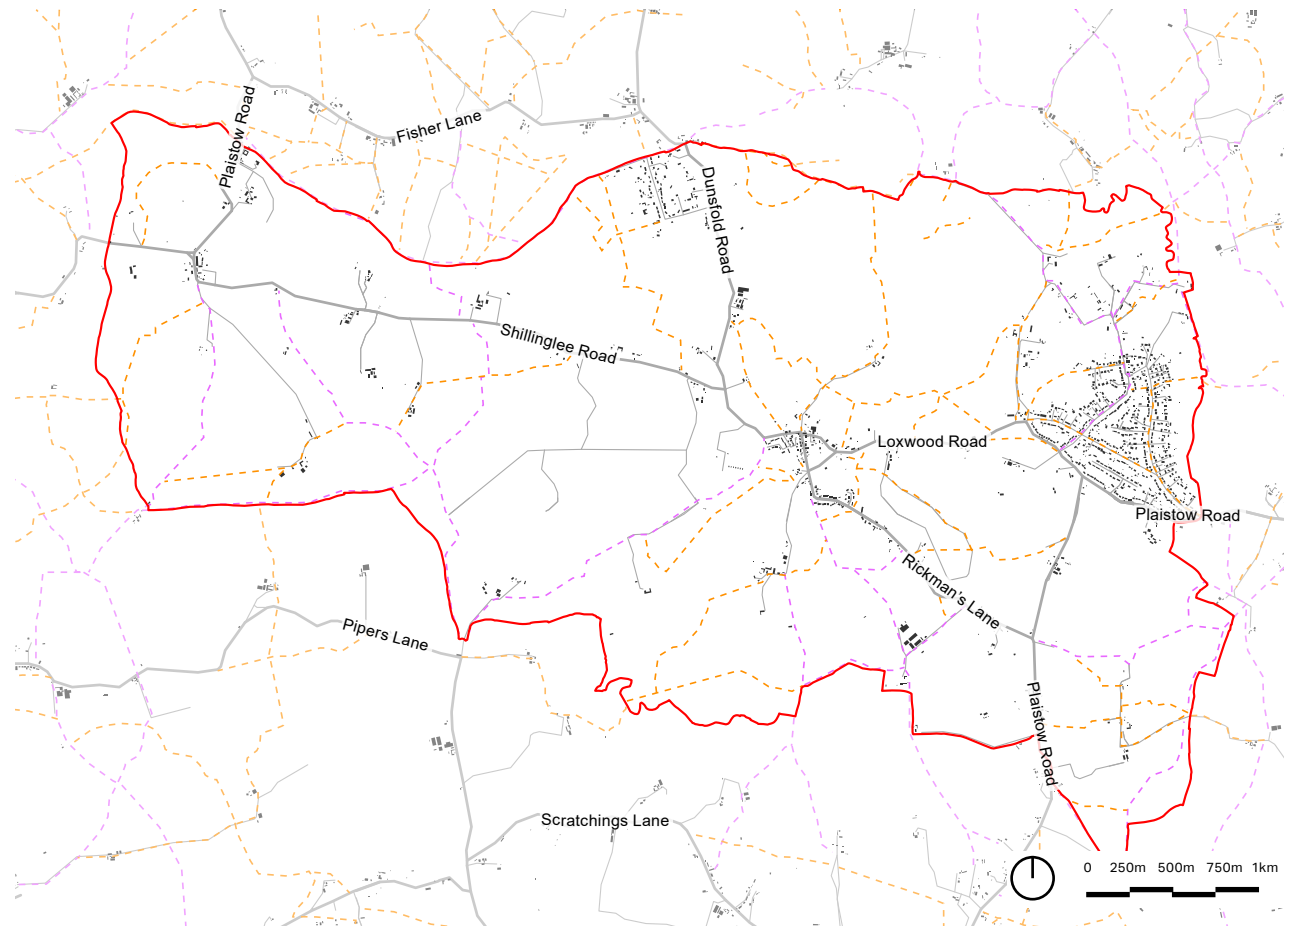 Plaistow Road
Fisher Lane
Dunsfold Road
Shillinglee Road
Loxwood Road
Plaistow Road
Rickman's Lane
Pipers Lane
Plaistow Road
Scratchings Lane
0 250m 500m 750m 1km